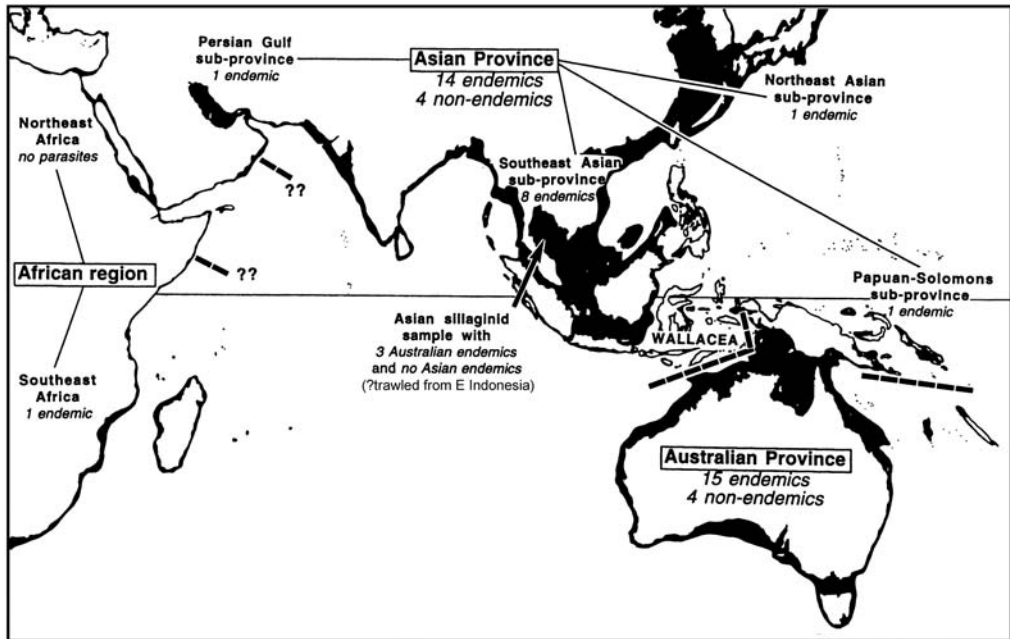 Persian Gulf
sub-province
1 endemic
Asian Province
14 endemics
4 non-endemics
Northeast Asian
sub-province
1 endemic
Northeast
Africa
no parasites
Southeast Asian
sub-province
8 endemics
??
??
African region
Papuan-Solomons
sub-province
1 endemic
Asian sillaginid
sample with
3 Australian endemics
and no Asian endemics
(?trawled from E Indonesia)
WALLACEA
Southeast
Africa
1 endemic
Australian Province
15 endemics
4 non-endemics